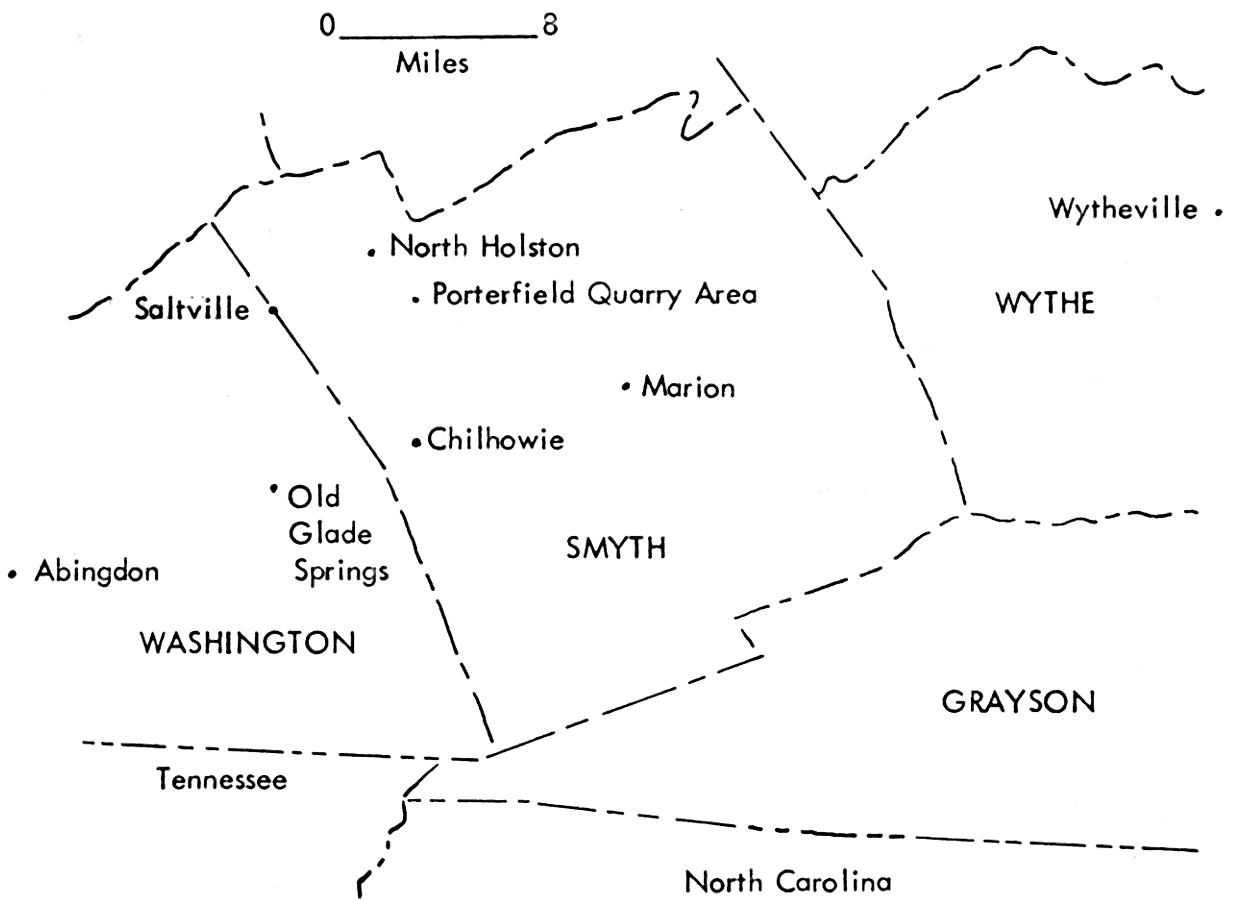 0 8
Miles
Wytheville
North Holston
Porterfield Quarry Area
Saltville
WYTHE
Marion
Chilhowie
Old
Glade
Springs
SMYTH
Abingdon
WASHINGTON
GRAYSON
Tennessee
North Carolina